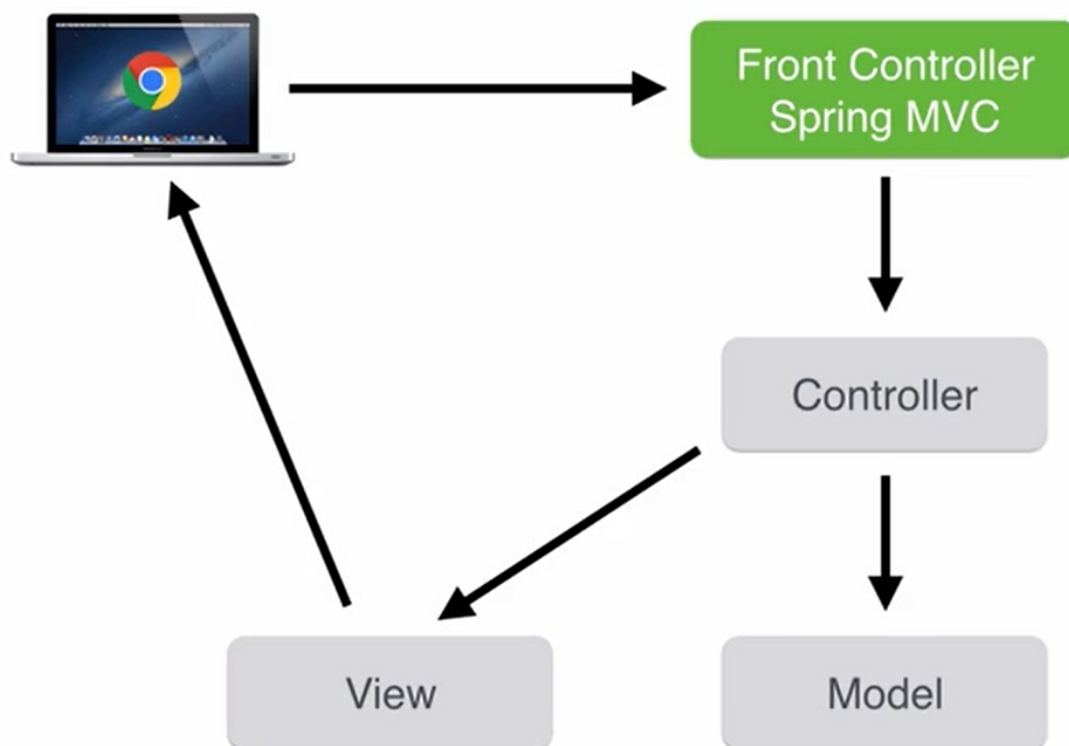 Front Controller
Spring MVC
Controller
View
Model